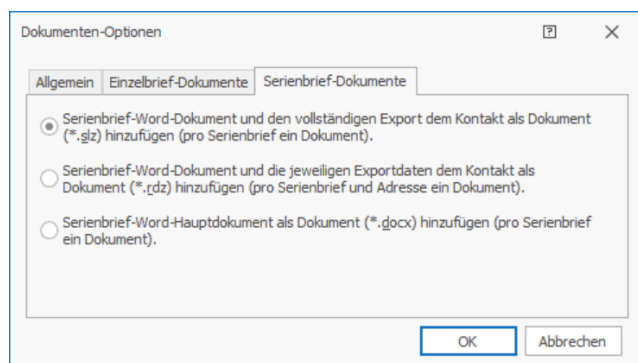 Dokumenten-Optionen
Allgemein Einzelbrief-Dokumente Serienbrief-Dokumente
Serienbrief-Word-Dokument und den vollständigen Export dem Kontakt als Dokument
(*.slz) hinzufügen (pro Serienbrief ein Dokument).
Serienbrief-Word-Dokument und die jeweiligen Exportdaten dem Kontakt als
Dokument (*.rdz) hinzufügen (pro Serienbrief und Adresse ein Dokument).
Serienbrief-Word-Hauptdokument als Dokument (*.docx) hinzufügen (pro Serienbrief
ein Dokument).
OK Abbrechen